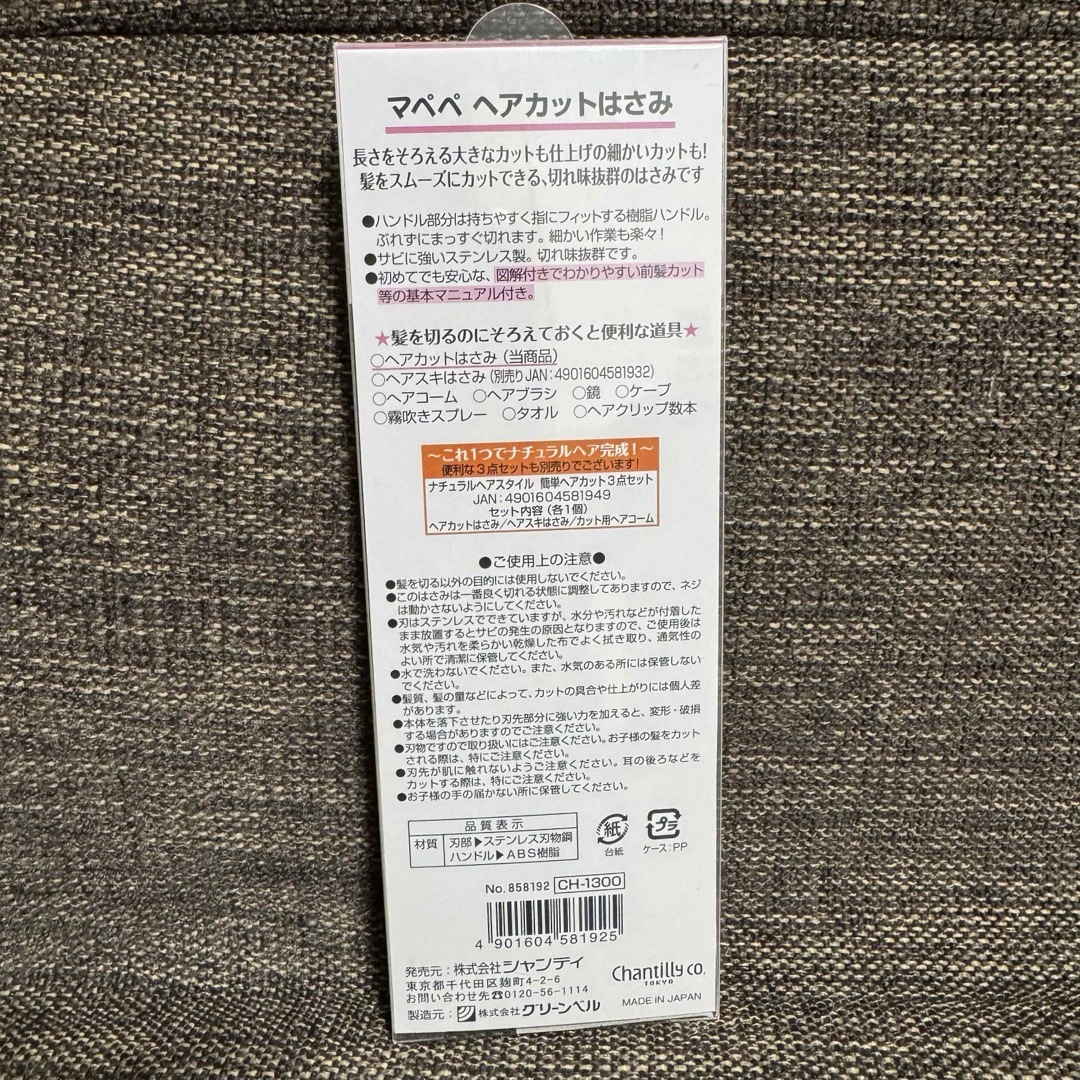 マペペ ヘアカットはさみ
長さをそろえる大きなカットも仕上げの細かいカットも!
髪をスムーズにカットできる、切れ味抜群のはさみです
●ハンドル部分は持ちやすく指にフィットする樹脂ハンドル。
ぶれずにまっすぐ切れます。細かい作業も楽々!
●サビに強いステンレス製。切れ味抜群です。
●初めてでも安心な、図解付きでわかりやすい前髪カット
等の基本マニュアル付き。
★髪を切るのにそろえておくと便利な道具★
○ヘアカットはさみ(当商品)
○ヘアスキはさみ(別売りJAN:4901604581932)
○ヘアコーム ○ヘアブラシ ○鏡 ○ケープ
○霧吹きスプレー ○タオル ○ヘアクリップ数本
～これ1つでナチュラルヘア完成!～
便利な3点セットも別売りでございます!
ナチュラルヘアスタイル 簡単ヘアカット3点セット
JAN:4901604581949
セット内容(各1個)
ヘアカットはさみ/ヘアスキはさみ/カット用ヘアコーム
●ご使用上の注意●
●髪を切る以外の目的には使用しないでください。
●このはさみは一番良く切れる状態に調整してありますので、ネジ
は動かさないようにしてください。
●刃はステンレスでできていますが、水分や汚れなどが付着した
まま放置するとサビの発生の原因となりますので、ご使用後は
水気や汚れを柔らかい乾燥した布でよく拭き取り、通気性の
よい所で清潔に保管してください。
●水で洗わないでください。また、水気のある所には保管しない
でください。
●髪質、髪の量などによって、カットの具合や仕上がりには個人差
があります。
●本体を落下させたり刃先部分に強い力を加えると、変形・破損
する場合がありますのでご注意ください。
●刃物ですので取り扱いにはご注意ください。お子様の髪をカット
される際は、特にご注意ください。
●刃先が肌に触れないようご注意ください。耳の後ろなどを
カットする際は、特にご注意ください。
●お子様の手の届かない所に保管してください。
品質表示
材質 刃部▶ステンレス刃物鋼
ハンドル▶ABS樹脂
紙
台紙
プラ
ケース:PP
No.858192 CH-1300
4 901604 581925
発売元:株式会社シャンティ
東京都千代田区麹町4-2-6
お問い合わせ先☎0120-56-1114
製造元: 株式会社グリーンベル
Chantilly co.
TOKYO
MADE IN JAPAN